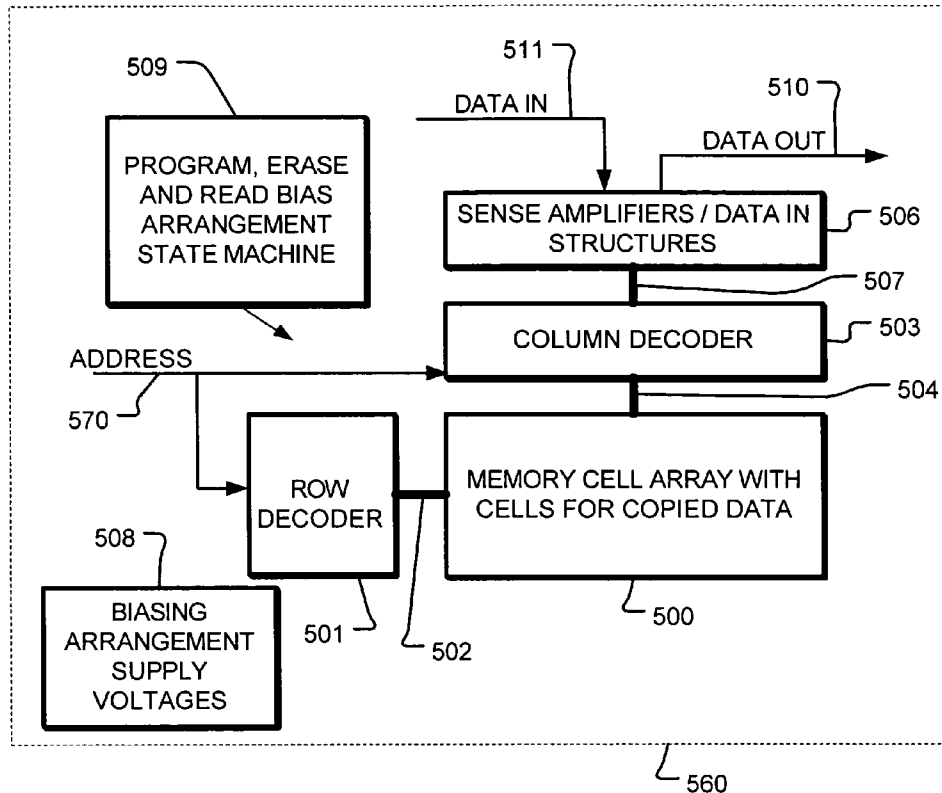 509
511
510
DATA IN
DATA OUT
PROGRAM, ERASE
AND READ BIAS
ARRANGEMENT
STATE MACHINE
SENSE AMPLIFIERS / DATA IN
STRUCTURES
506
507
COLUMN DECODER
503
ADDRESS
504
570
ROW
DECODER
MEMORY CELL ARRAY WITH
CELLS FOR COPIED DATA
508
501
502
500
BIASING
ARRANGEMENT
SUPPLY
VOLTAGES
560